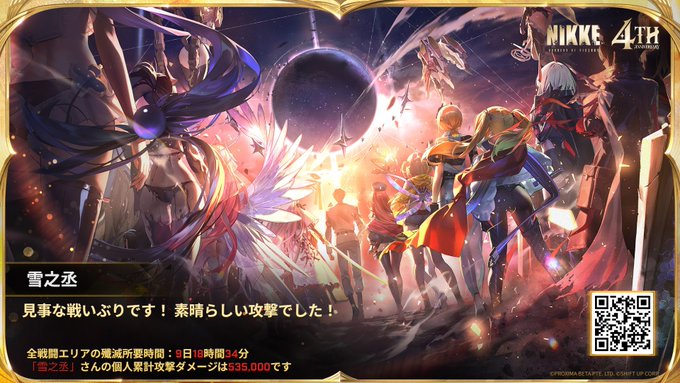 NIKKE
GODDESS OF VICTORY
4TH
ANNIVERSARY
雪之丞
見事な戦いぶりです！ 素晴らしい攻撃でした！
全戦闘エリアの殲滅所要時間：9日18時間34分
「雪之丞」さんの個人累計攻撃ダメージは535,000です
©PROXIMA BETA PTE. LTD. ©SHIFT UP CORP.